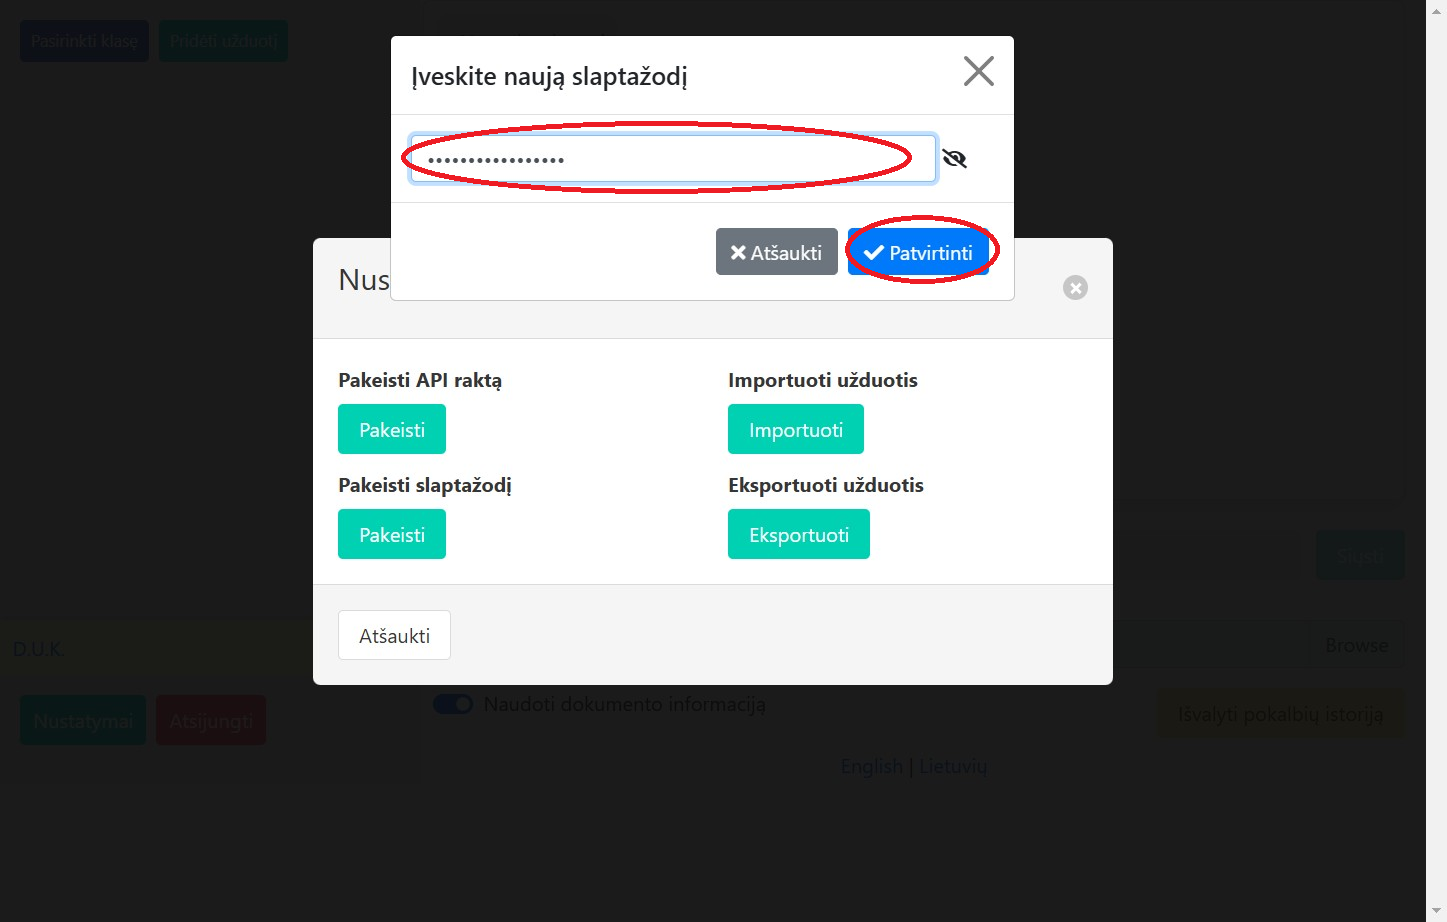 Pasirinkti klasę
Pridėti užduotį
Įveskite naują slaptažodį
•••••••••••••••••
Atšaukti
Patvirtinti
Nus
Pakeisti API raktą
Importuoti užduotis
Pakeisti
Importuoti
Pakeisti slaptažodį
Eksportuoti užduotis
Pakeisti
Eksportuoti
Siųsti
Atšaukti
D.U.K.
Browse
Nustatymai
Atsijungti
Naudoti dokumento informaciją
Išvalyti pokalbių istoriją
English | Lietuvių